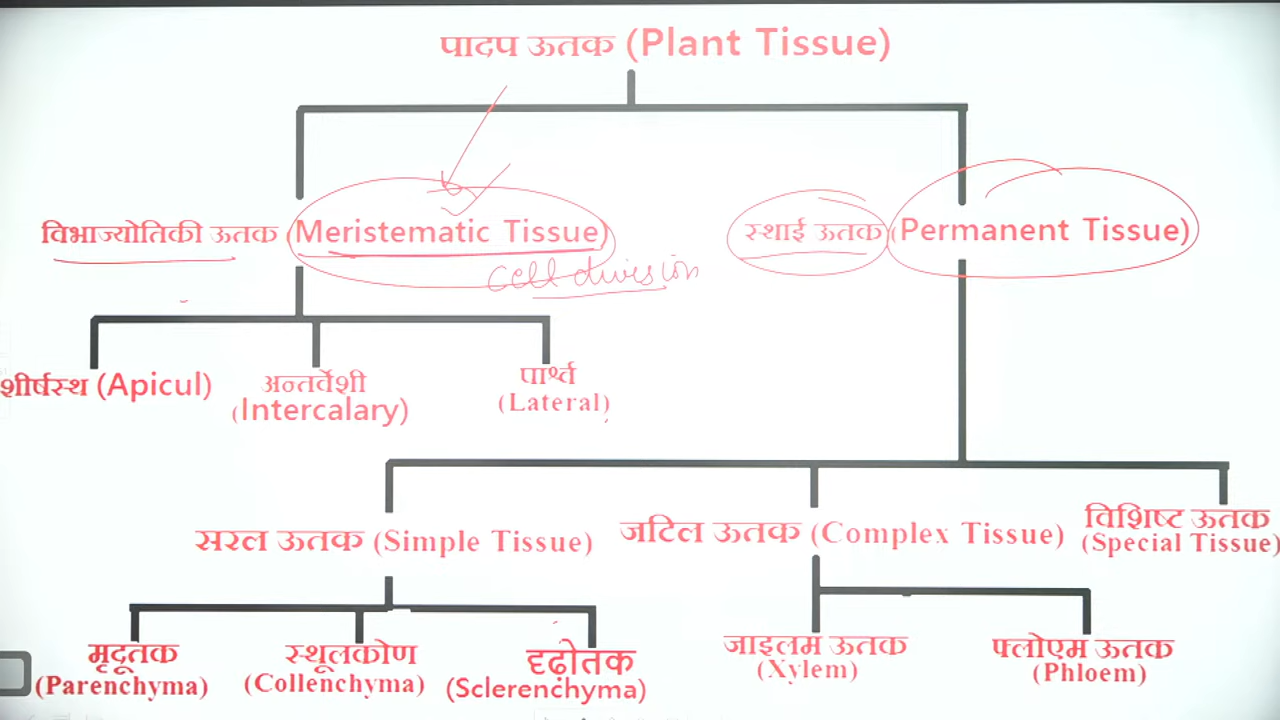 पादप ऊतक (Plant Tissue)
विभाज्योतिकी ऊतक (Meristematic Tissue)
स्थाई ऊतक (Permanent Tissue)
cell division
शीर्षस्थ (Apicul)
अन्तर्वेशी
(Intercalary)
पार्श्व
(Lateral)
सरल ऊतक (Simple Tissue)
जटिल ऊतक (Complex Tissue)
विशिष्ट ऊतक
(Special Tissue)
मृदूतक
(Parenchyma)
स्थूलकोण
(Collenchyma)
दृढ़ोतक
(Sclerenchyma)
जाइलम ऊतक
(Xylem)
फ्लोएम ऊतक
(Phloem)